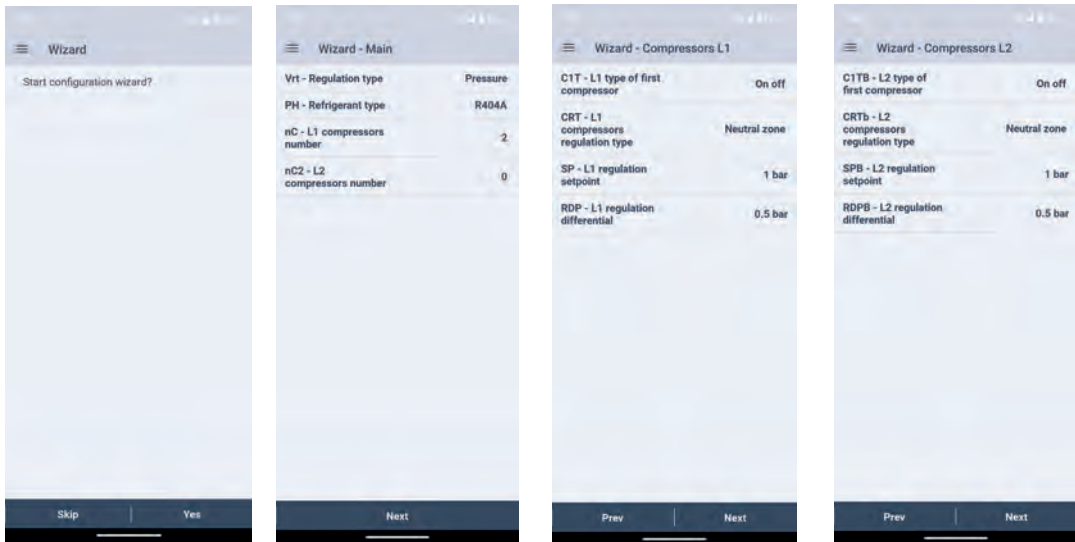 Wizard
Start configuration wizard?
Skip
Yes
Wizard - Main
Vrt - Regulation type
Pressure
PH - Refrigerant type
R404A
nC - L1 compressors
number
2
nC2 - L2
compressors number
0
Next
Wizard - Compressors L1
C1T - L1 type of first
compressor
On off
CRT - L1
compressors
regulation type
Neutral zone
SP - L1 regulation
setpoint
1 bar
RDP - L1 regulation
differential
0.5 bar
Prev
Next
Wizard - Compressors L2
C1TB - L2 type of
first compressor
On off
CRTb - L2
compressors
regulation type
Neutral zone
SPB - L2 regulation
setpoint
1 bar
RDPB - L2 regulation
differential
0.5 bar
Prev
Next